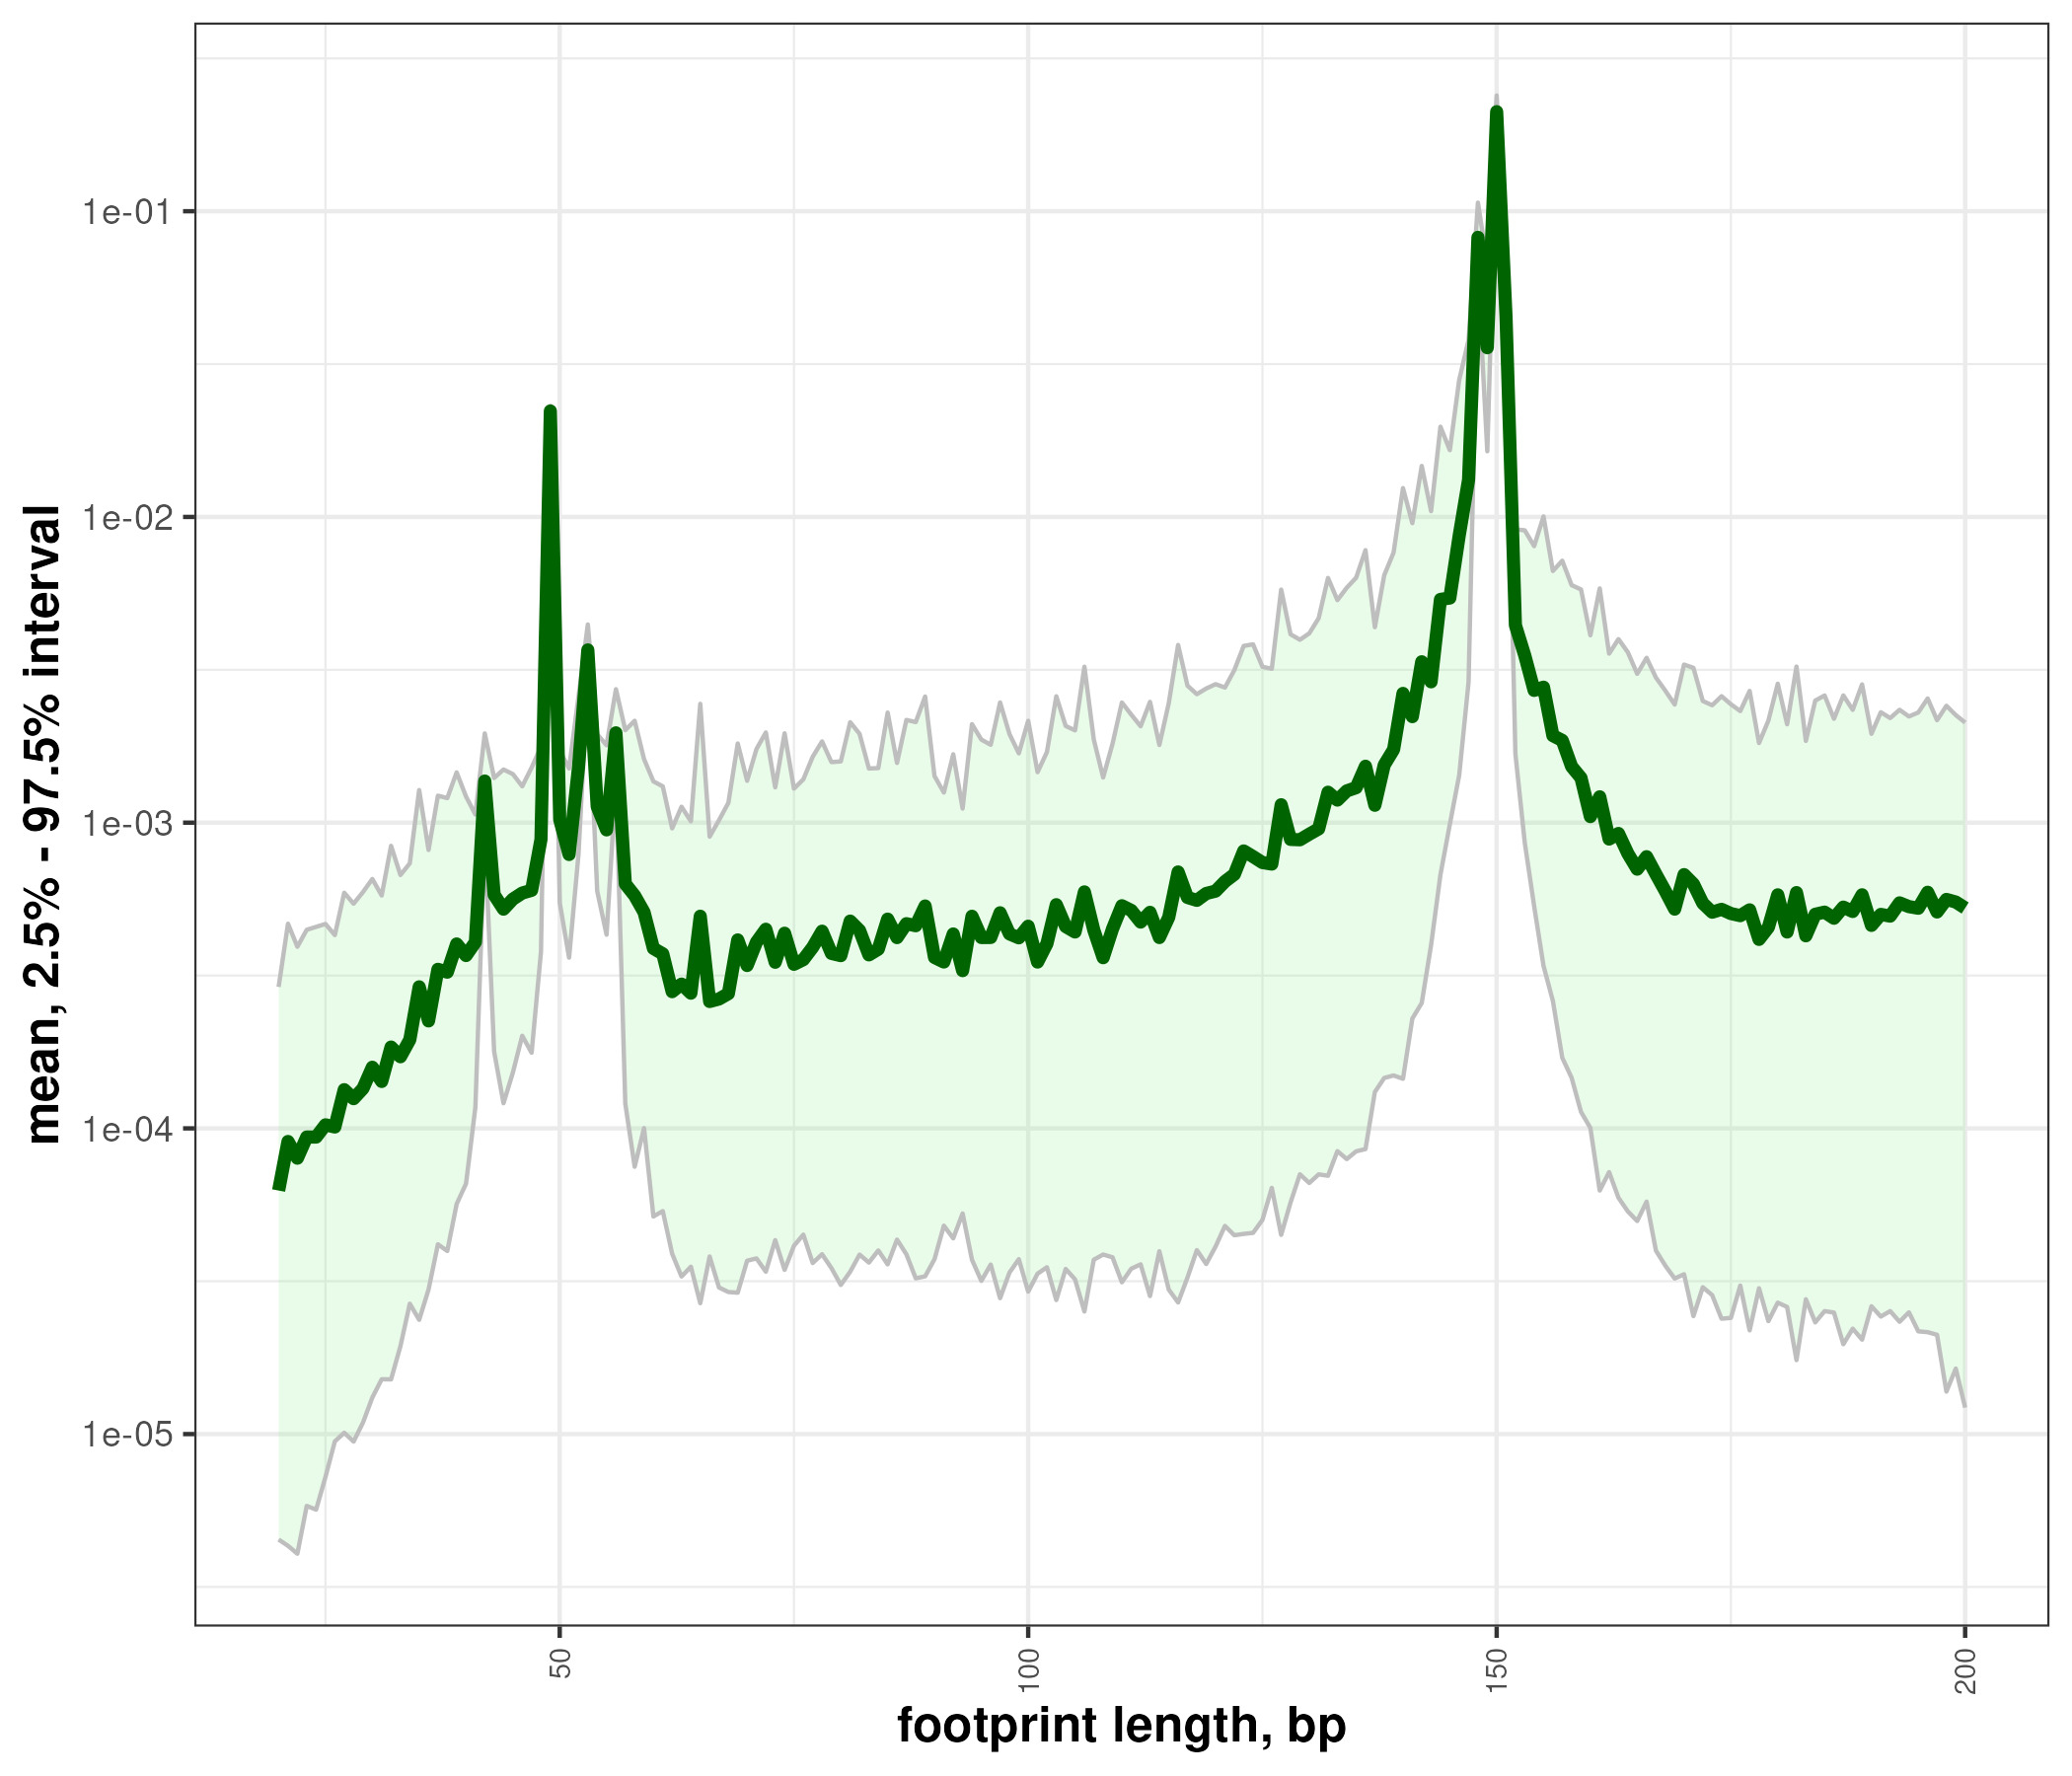 mean, 2.5% - 97.5% interval
1e-01
1e-02
1e-03
1e-04
1e-05
50
100
150
200
footprint length, bp